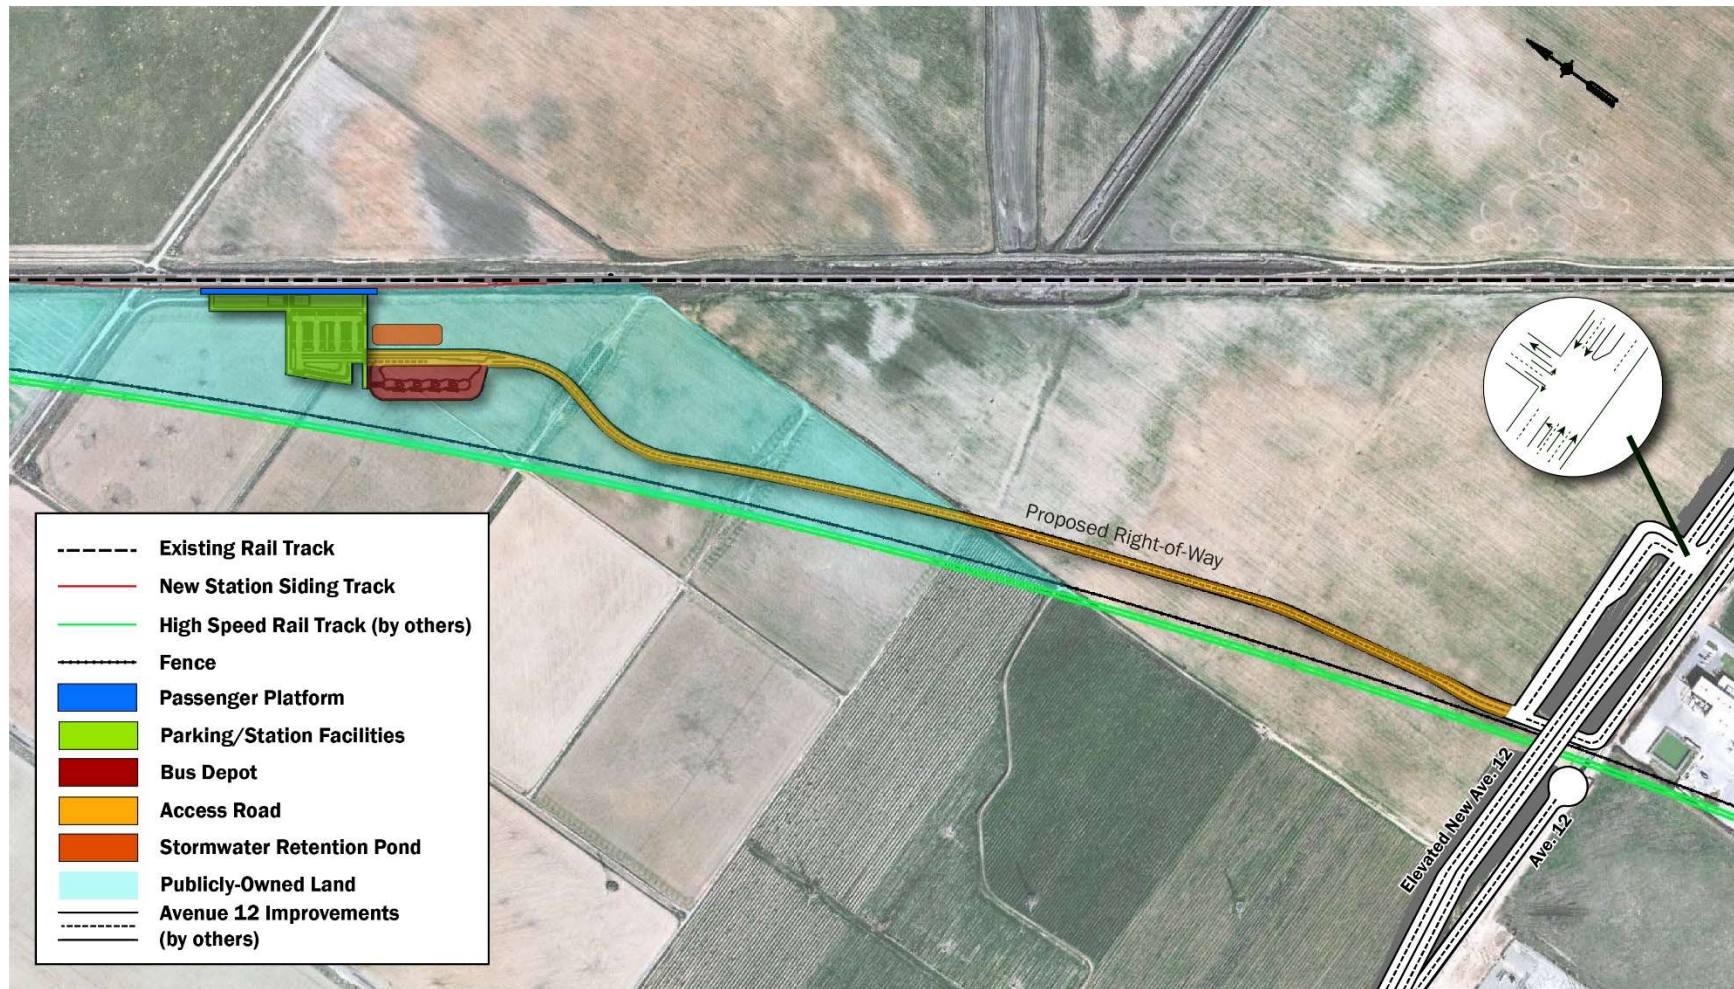 Proposed Right-of-Way
Existing Rail Track
New Station Siding Track
High Speed Rail Track (by others)
Fence
Passenger Platform
Parking/Station Facilities
Bus Depot
Access Road
Stormwater Retention Pond
Publicly-Owned Land
Avenue 12 Improvements
(by others)
Elevated New Ave. 12
Ave. 12